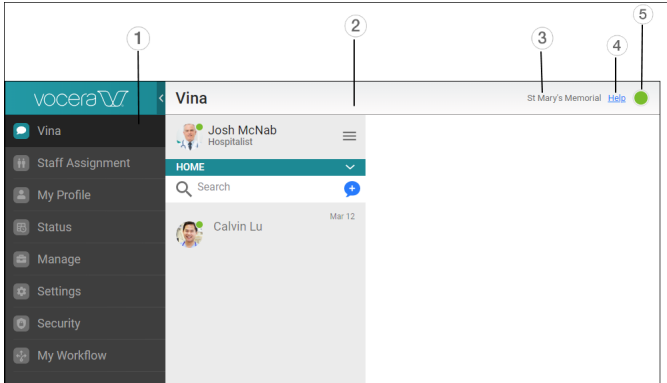 1
2
3
4
5
vocera
Vina
St Mary's Memorial Help
Vina
Staff Assignment
My Profile
Status
Manage
Settings
Security
My Workflow
Josh McNab
Hospitalist
HOME
Search
Mar 12
Calvin Lu